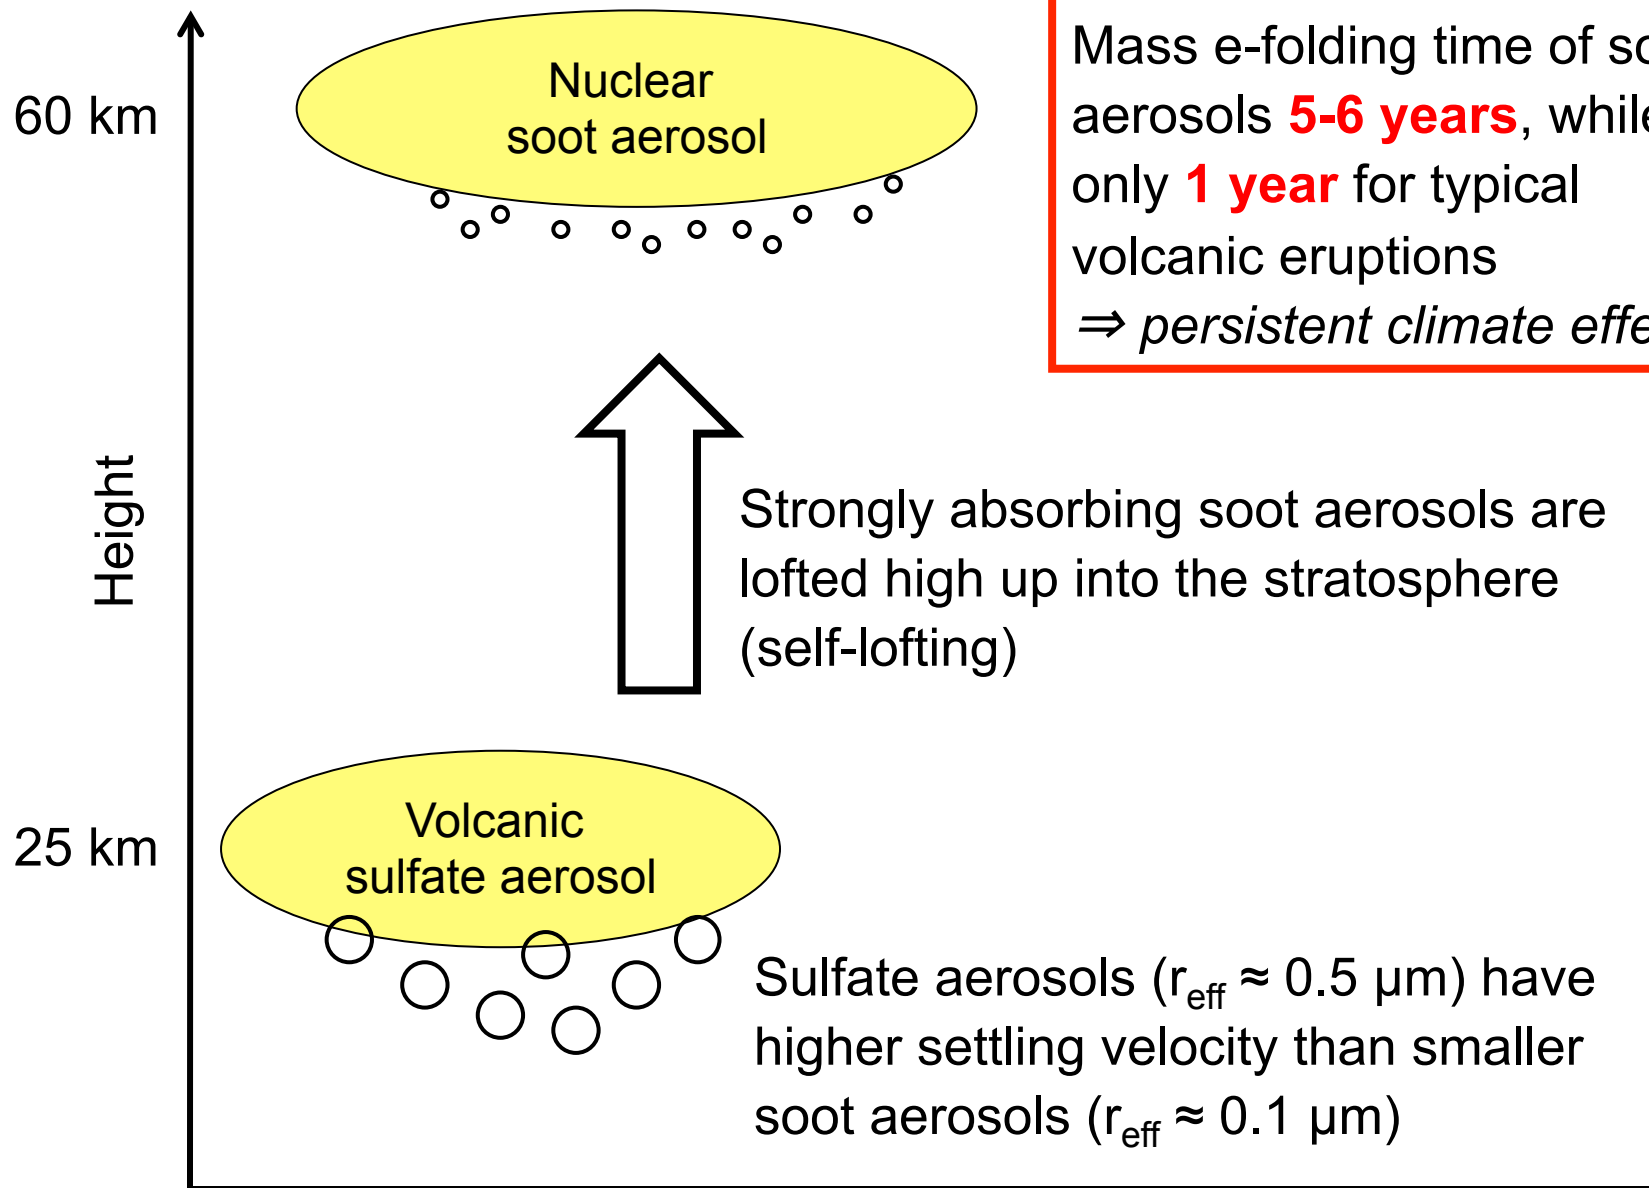 60 km
Nuclear
soot aerosol
Mass e-folding time of
aerosols 5-6 years, while
only 1 year for typical
volcanic eruptions
⇒ persistent climate
Height
Strongly absorbing soot aerosols are
lofted high up into the stratosphere
(self-lofting)
25 km
Volcanic
sulfate aerosol
Sulfate aerosols (reff ≈ 0.5 µm) have
higher settling velocity than smaller
soot aerosols (reff ≈ 0.1 µm)